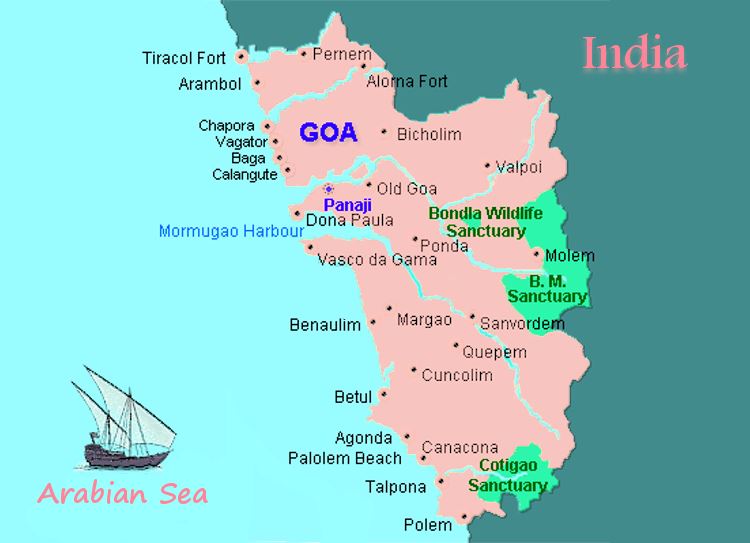 India
Tiracol Fort
Pernem
Arambol
Alorna Fort
Chapora
GOA
Bicholim
Vagator
Baga
Valpoi
Calangute
Old Goa
Panaji
Bondla Wildlife
Sanctuary
Dona Paula
Mormugao Harbour
Ponda
Molem
Vasco da Gama
B. M.
Sanctuary
Margao
Sanvordem
Benaulim
Quepem
Cuncolim
Betul
Agonda
Canacona
Palolem Beach
Cotigao
Sanctuary
Talpona
Arabian Sea
Polem